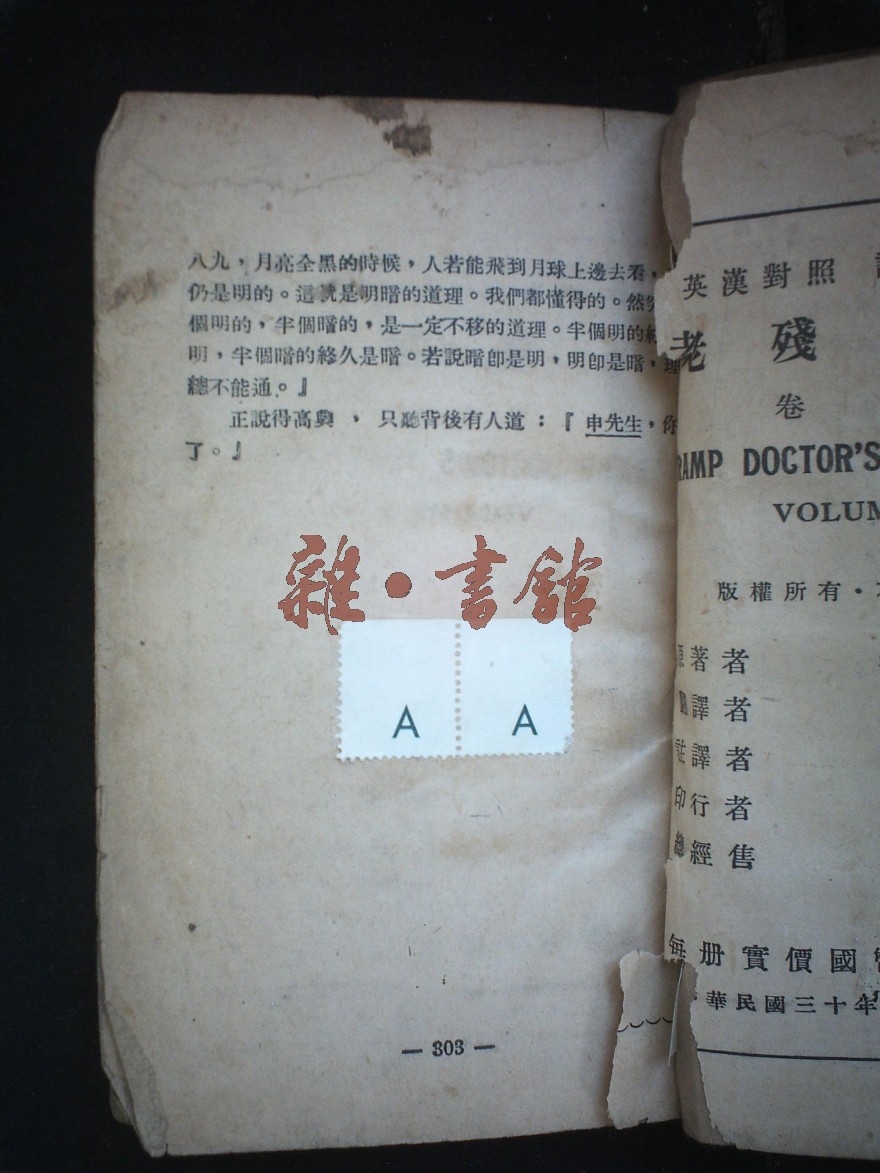 八九，月亮全黑的時候，人若能飛到月球上邊去看，
仍是明的。這就是明暗的道理。我們都懂得的。然
個明的，半個暗的，是一定不移的道理。半個明的終
明，半個暗的終久是暗。若說暗卽是明，明卽是暗，理
總不能通。』
正說得高興，只聽背後有人道：『申先生，你
了。』
雜·書館
A A
— 303 —
英漢對照
老殘
卷
RAMP DOCTOR'S
VOLUM
版權所有·
著者
譯者
註譯者
印行者
總經售
每册實價國
華民國三十年